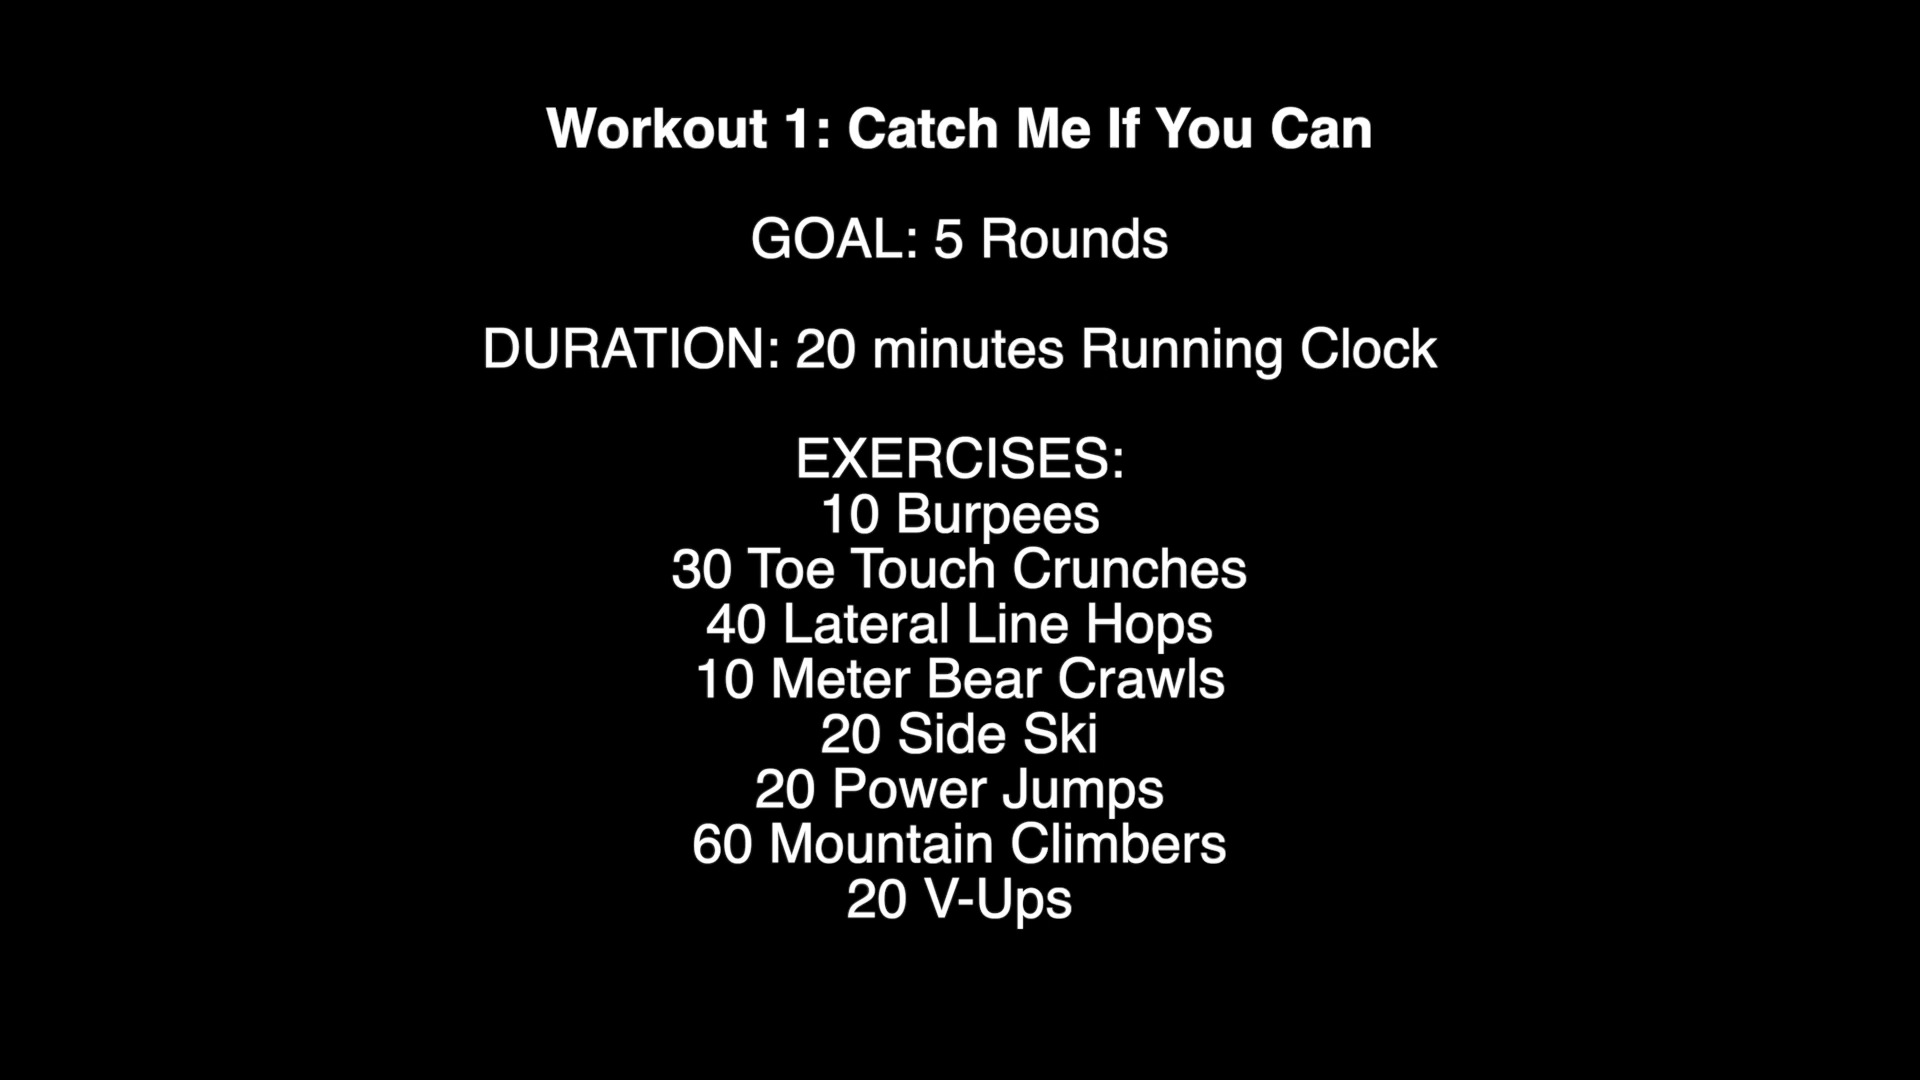 Workout 1: Catch Me If You Can
GOAL: 5 Rounds
DURATION: 20 minutes Running Clock
EXERCISES:
10 Burpees
30 Toe Touch Crunches
40 Lateral Line Hops
10 Meter Bear Crawls
20 Side Ski
20 Power Jumps
60 Mountain Climbers
20 V-Ups